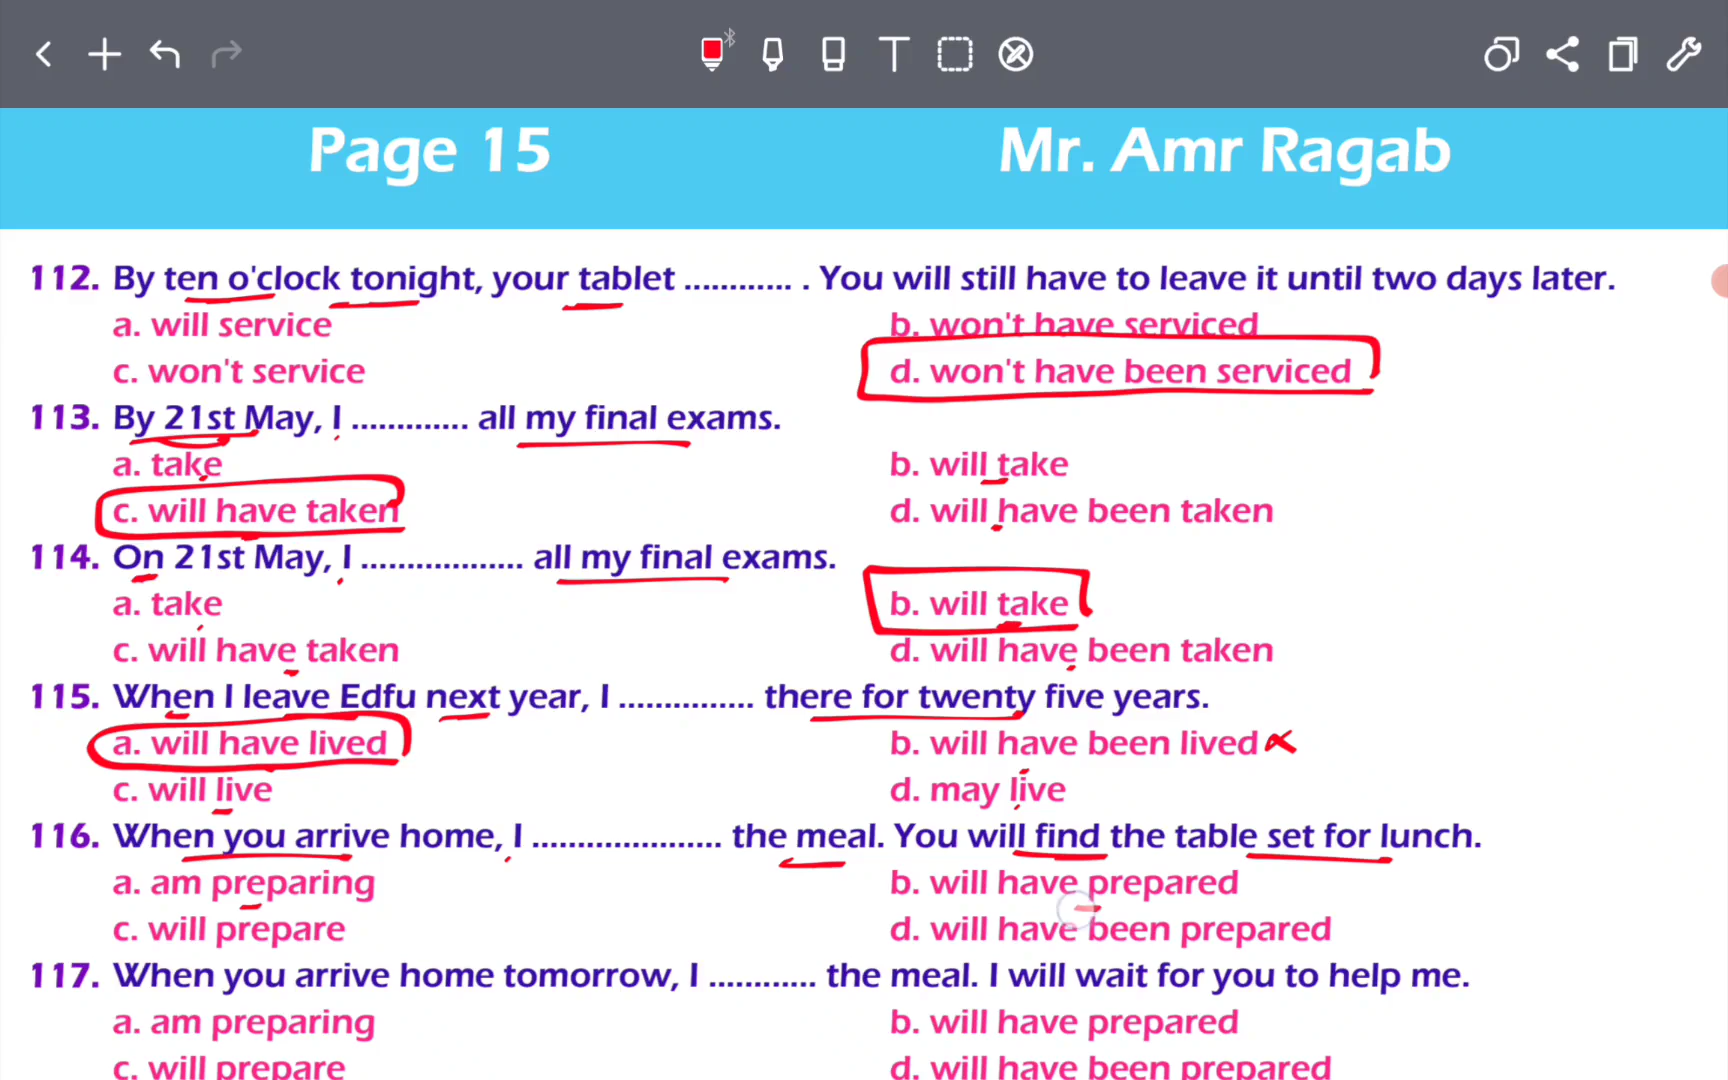 Page 15 Mr. Amr Ragab
112. By ten o'clock tonight, your tablet ............ . You will still have to leave it until two days later.
a. will service b. won't have serviced
c. won't service d. won't have been serviced
113. By 21st May, I ............. all my final exams.
a. take b. will take
c. will have taken d. will have been taken
114. On 21st May, I .................. all my final exams.
a. take b. will take
c. will have taken d. will have been taken
115. When I leave Edfu next year, I ............... there for twenty five years.
a. will have lived b. will have been lived
c. will live d. may live
116. When you arrive home, I ..................... the meal. You will find the table set for lunch.
a. am preparing b. will have prepared
c. will prepare d. will have been prepared
117. When you arrive home tomorrow, I ............ the meal. I will wait for you to help me.
a. am preparing b. will have prepared
c. will prepare d. will have been prepared